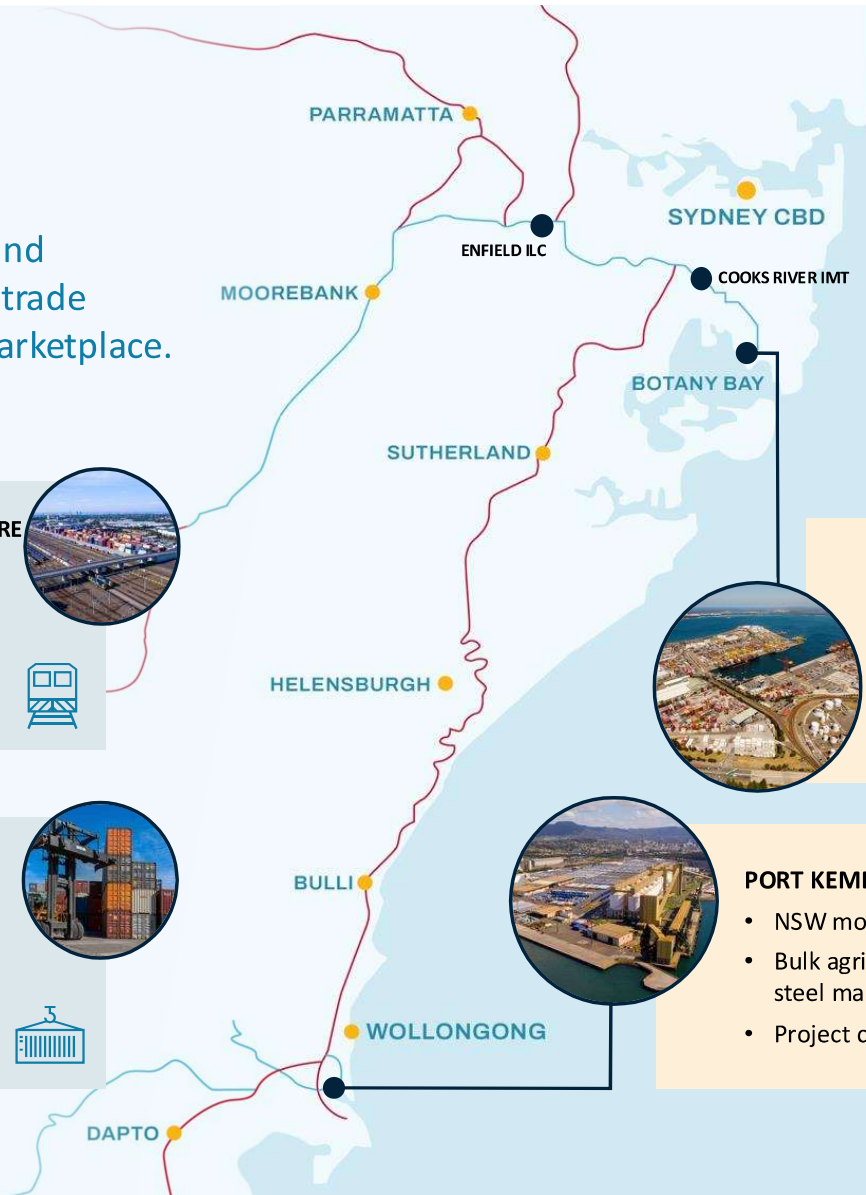 PARRAMATTA
SYDNEY CBD
ENFIELD ILC
COOKS RIVER IMT
nd
trade
arketplace.
MOOREBANK
BOTANY BAY
SUTHERLAND
RE
HELENSBURGH
BULLI
PORT KEM
• NSW mo
• Bulk agri
steel ma
• Project
WOLLONGONG
DAPTO